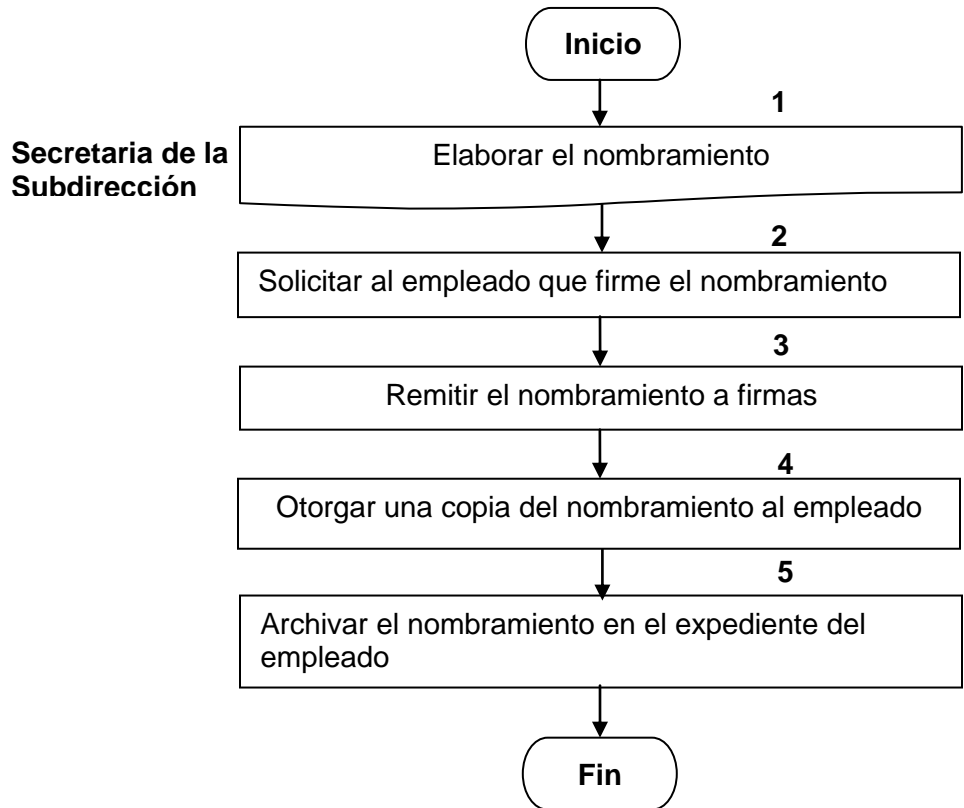 Inicio
1
Secretaria de la
Subdirección
Elaborar el nombramiento
2
Solicitar al empleado que firme el nombramiento
3
Remitir el nombramiento a firmas
4
Otorgar una copia del nombramiento al empleado
5
Archivar el nombramiento en el expediente del
empleado
Fin